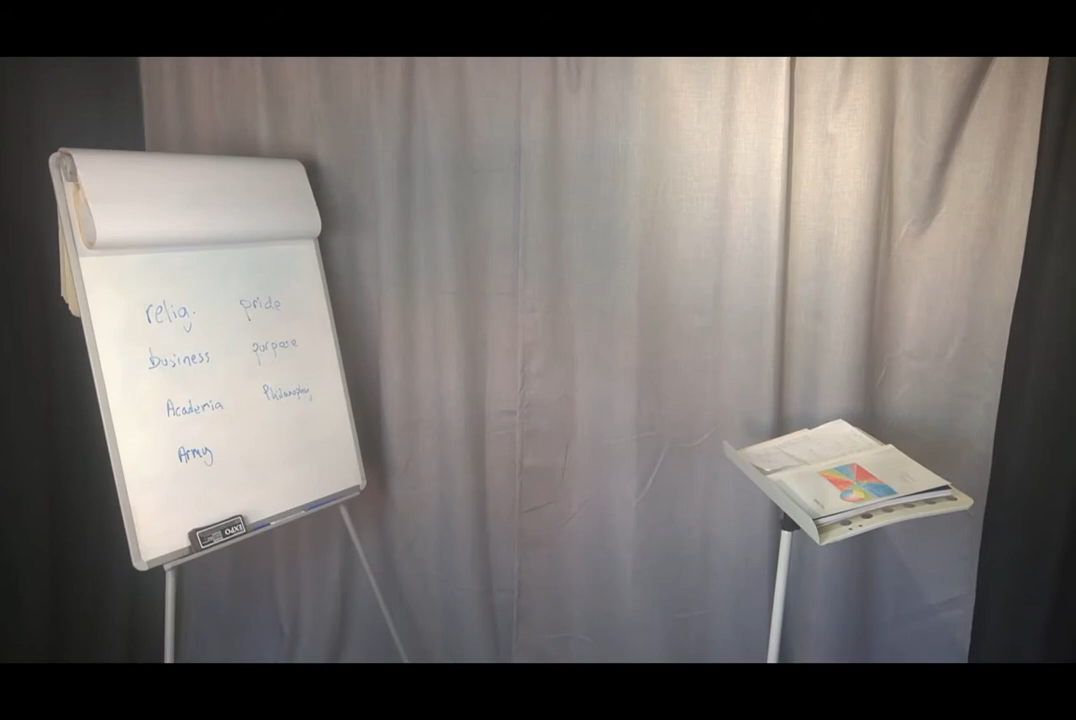 relig. pride
business purpose
Academia Philosophy
Army
EXPO